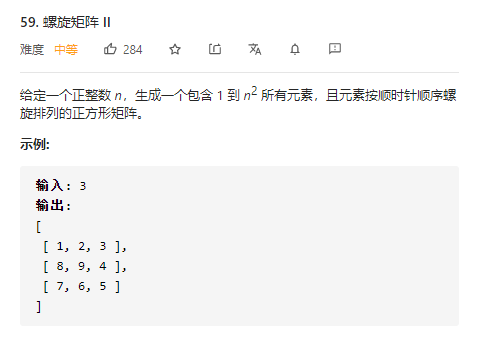 59. 螺旋矩阵 II
难度 中等 284
给定一个正整数 n，生成一个包含 1 到 n² 所有元素，且元素按顺时针顺序螺
旋排列的正方形矩阵。
示例:
输入: 3
输出:
[
[ 1, 2, 3 ],
[ 8, 9, 4 ],
[ 7, 6, 5 ]
]